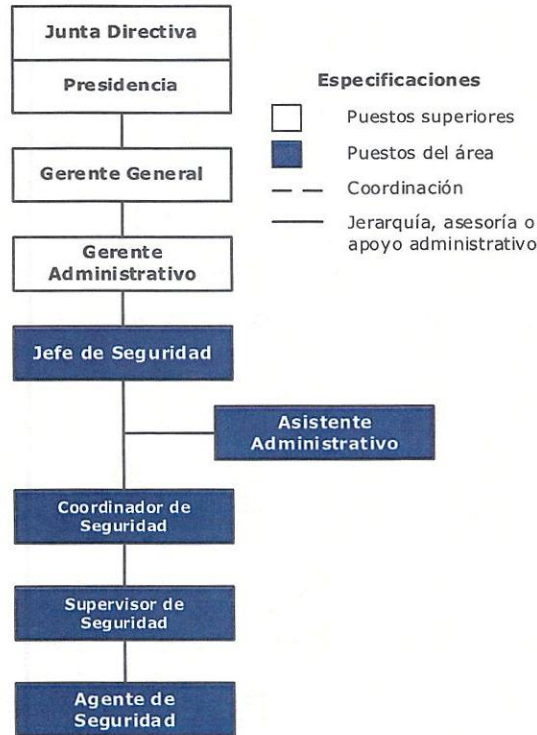 Junta Directiva
Presidencia
Gerente General
Gerente
Administrativo
Jefe de Seguridad
Asistente
Administrativo
Coordinador de
Seguridad
Supervisor de
Seguridad
Agente de
Seguridad
Especificaciones
Puestos superiores
Puestos del área
Coordinación
Jerarquía, asesoría o
apoyo administrativo